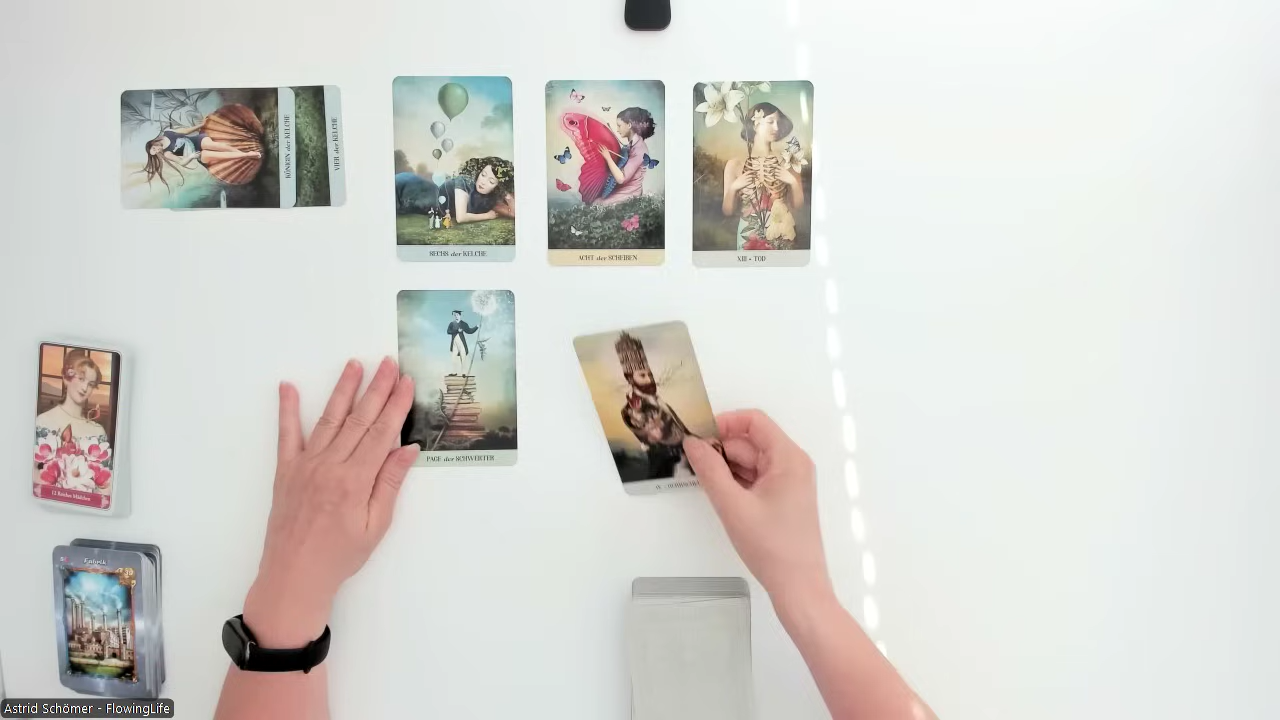 KÖNIGIN der KELCHE
VIER der KELCHE
SECHS der KELCHE
ACHT der SCHEIBEN
XIII • TOD
PAGE der SCHWERTER
Fabrik
Astrid Schömer - FlowingLife